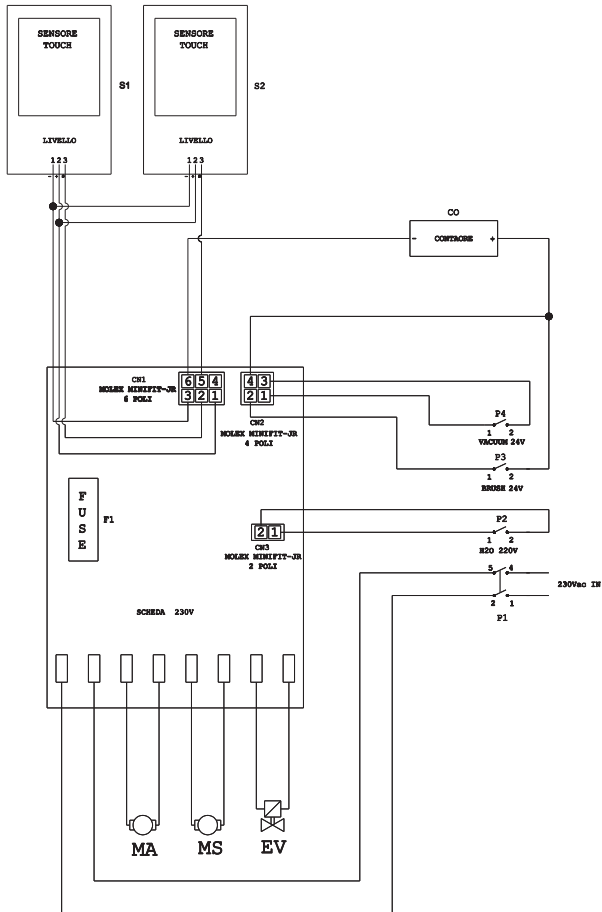 SENSORE
TOUCH
S1
LIVELLO
1 2 3
- + •
SENSORE
TOUCH
S2
LIVELLO
1 2 3
- + •
CO
- CONTAORE +
CN1
MOLEX MINIFIT-JR
6 POLI
6 5 4
3 2 1
4 3
2 1
CN2
MOLEX MINIFIT-JR
4 POLI
P4
1 2
VACUUM 24V
P3
1 2
BRUSH 24V
FUSE
F1
2 1
CN3
MOLEX MINIFIT-JR
2 POLI
P2
1 2
H2O 220V
5 4
230Vac IN
2 1
P1
SCHEDA 230V
MA
MS
EV